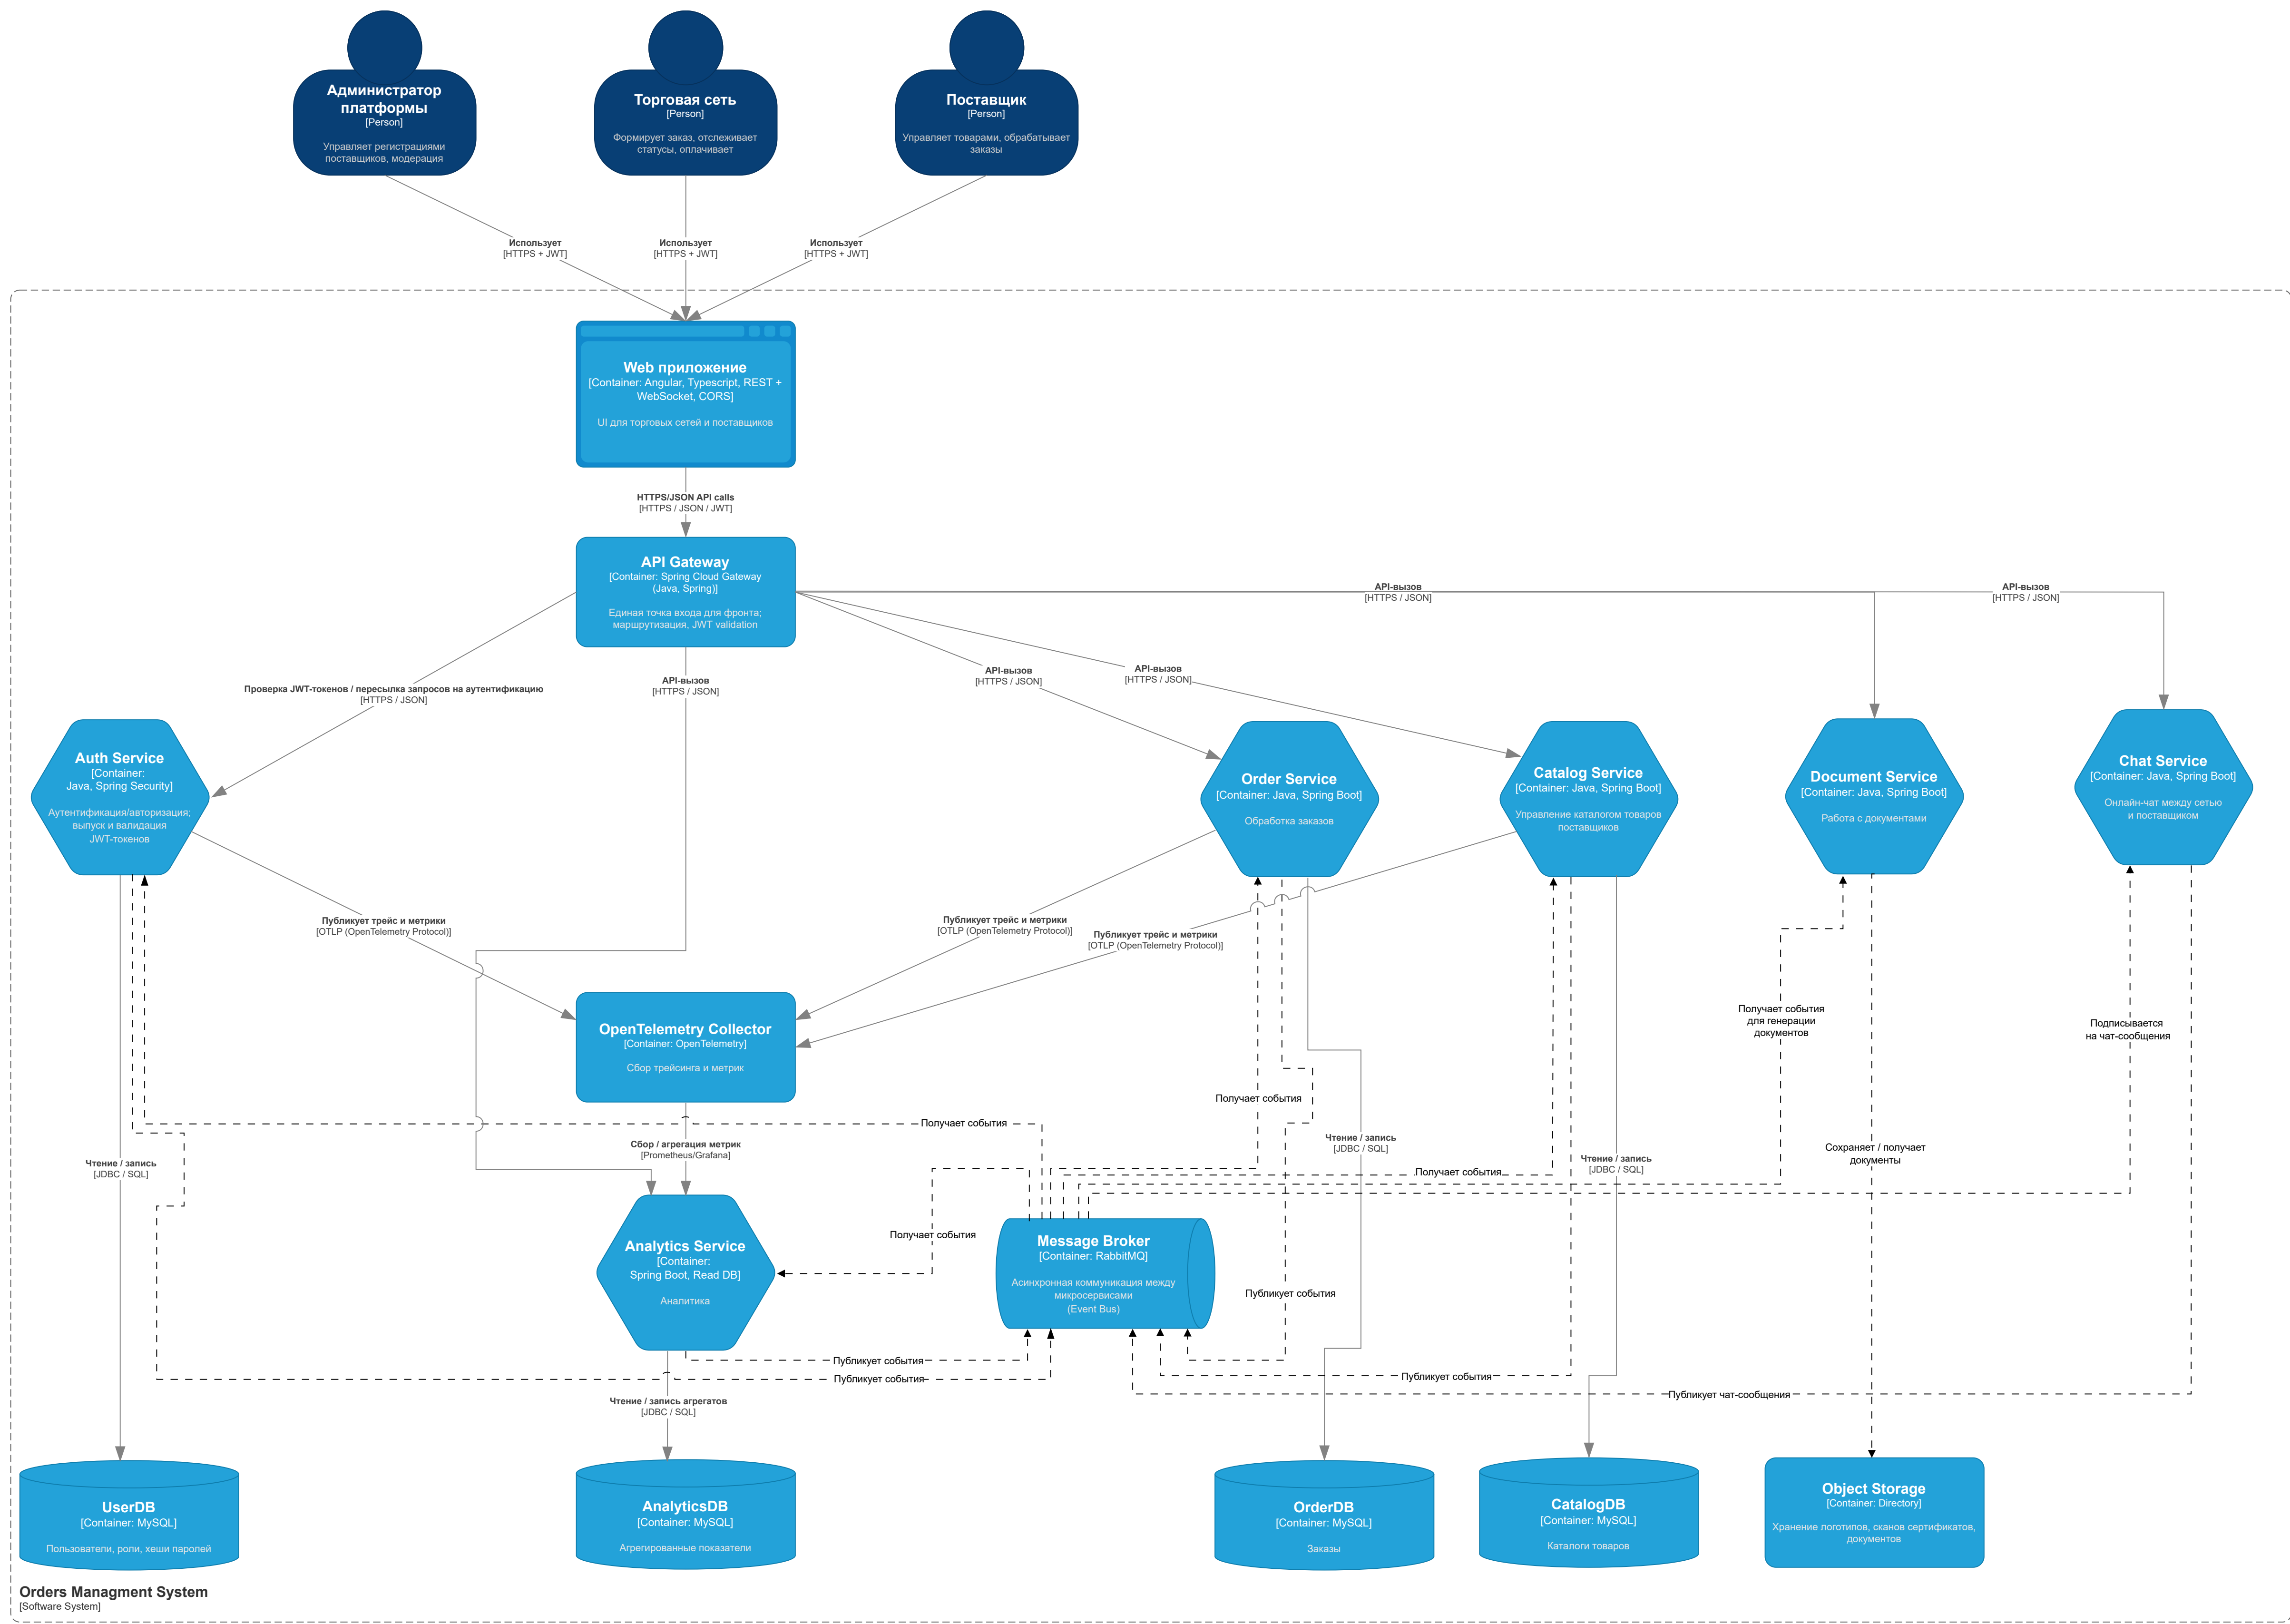 Администратор
платформы
[Person]
Управляет регистрациями
поставщиков, модерация
Торговая сеть
[Person]
Формирует заказ, отслеживает
статусы, оплачивает
Поставщик
[Person]
Управляет товарами, обрабатывает
заказы
Использует
[HTTPS + JWT]
Использует
[HTTPS + JWT]
Использует
[HTTPS + JWT]
Web приложение
[Container: Angular, Typescript, REST +
WebSocket, CORS]
UI для торговых сетей и поставщиков
HTTPS/JSON API calls
[HTTPS / JSON / JWT]
API Gateway
[Container: Spring Cloud Gateway
(Java, Spring)]
Единая точка входа для фронта;
маршрутизация, JWT validation
API-вызов
[HTTPS / JSON]
API-вызов
[HTTPS / JSON]
API-вызов
[HTTPS / JSON]
API-вызов
[HTTPS / JSON]
API-вызов
[HTTPS / JSON]
Проверка JWT-токенов / пересылка запросов на аутентификацию
[HTTPS / JSON]
Auth Service
[Container:
Java, Spring Security]
Аутентификация/авторизация;
выпуск и валидация
JWT-токенов
Order Service
[Container: Java, Spring Boot]
Обработка заказов
Catalog Service
[Container: Java, Spring Boot]
Управление каталогом товаров
поставщиков
Document Service
[Container: Java, Spring Boot]
Работа с документами
Chat Service
[Container: Java, Spring Boot]
Онлайн-чат между сетью
и поставщиком
Публикует трейс и метрики
[OTLP (OpenTelemetry Protocol)]
Публикует трейс и метрики
[OTLP (OpenTelemetry Protocol)]
Публикует трейс и метрики
[OTLP (OpenTelemetry Protocol)]
OpenTelemetry Collector
[Container: OpenTelemetry]
Сбор трейсинга и метрик
Получает события
для генерации
документов
Подписывается
на чат-сообщения
Получает события
Получает события
Сбор / агрегация метрик
[Prometheus/Grafana]
Чтение / запись
[JDBC / SQL]
Чтение / запись
[JDBC / SQL]
Чтение / запись
[JDBC / SQL]
Сохраняет / получает
документы
Получает события
Получает события
Analytics Service
[Container:
Spring Boot, Read DB]
Аналитика
Message Broker
[Container: RabbitMQ]
Асинхронная коммуникация между
микросервисами
(Event Bus)
Публикует события
Публикует события
Публикует события
Публикует события
Публикует чат-сообщения
Чтение / запись агрегатов
[JDBC / SQL]
UserDB
[Container: MySQL]
Пользователи, роли, хеши паролей
AnalyticsDB
[Container: MySQL]
Агрегированные показатели
OrderDB
[Container: MySQL]
Заказы
CatalogDB
[Container: MySQL]
Каталоги товаров
Object Storage
[Container: Directory]
Хранение логотипов, сканов сертификатов,
документов
Orders Managment System
[Software System]